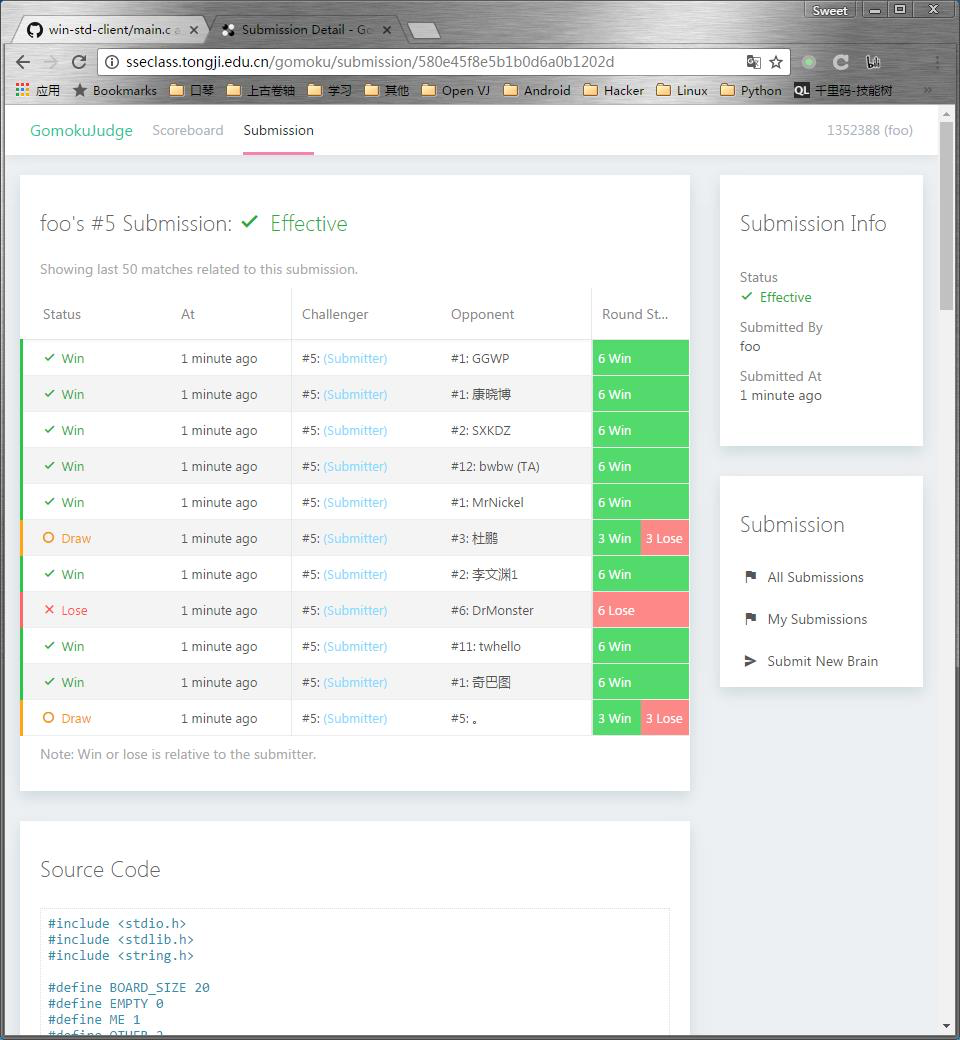 Sweet
win-std-client/main.c a
Submission Detail - Go
sseclass.tongji.edu.cn/gomoku/submission/580e45f8e5b1b0d6a0b1202d
应用 Bookmarks 口琴 上古卷轴 学习 其他 Open VJ Android Hacker Linux Python QL 千里码-技能树 »
GomokuJudge Scoreboard Submission 1352388 (foo)
foo's #5 Submission: Effective
Showing last 50 matches related to this submission.
Status At Challenger Opponent Round St...
Win 1 minute ago #5: (Submitter) #1: GGWP 6 Win
Win 1 minute ago #5: (Submitter) #1: 康晓博 6 Win
Win 1 minute ago #5: (Submitter) #2: SXKDZ 6 Win
Win 1 minute ago #5: (Submitter) #12: bwbw (TA) 6 Win
Win 1 minute ago #5: (Submitter) #1: MrNickel 6 Win
Draw 1 minute ago #5: (Submitter) #3: 杜鹏 3 Win 3 Lose
Win 1 minute ago #5: (Submitter) #2: 李文渊1 6 Win
Lose 1 minute ago #5: (Submitter) #6: DrMonster 6 Lose
Win 1 minute ago #5: (Submitter) #11: twhello 6 Win
Win 1 minute ago #5: (Submitter) #1: 奇巴图 6 Win
Draw 1 minute ago #5: (Submitter) #5: 。 3 Win 3 Lose
Note: Win or lose is relative to the submitter.
Submission Info
Status
Effective
Submitted By
foo
Submitted At
1 minute ago
Submission
All Submissions
My Submissions
Submit New Brain
Source Code
#include <stdio.h>
#include <stdlib.h>
#include <string.h>
#define BOARD_SIZE 20
#define EMPTY 0
#define ME 1
#define OTHER 2